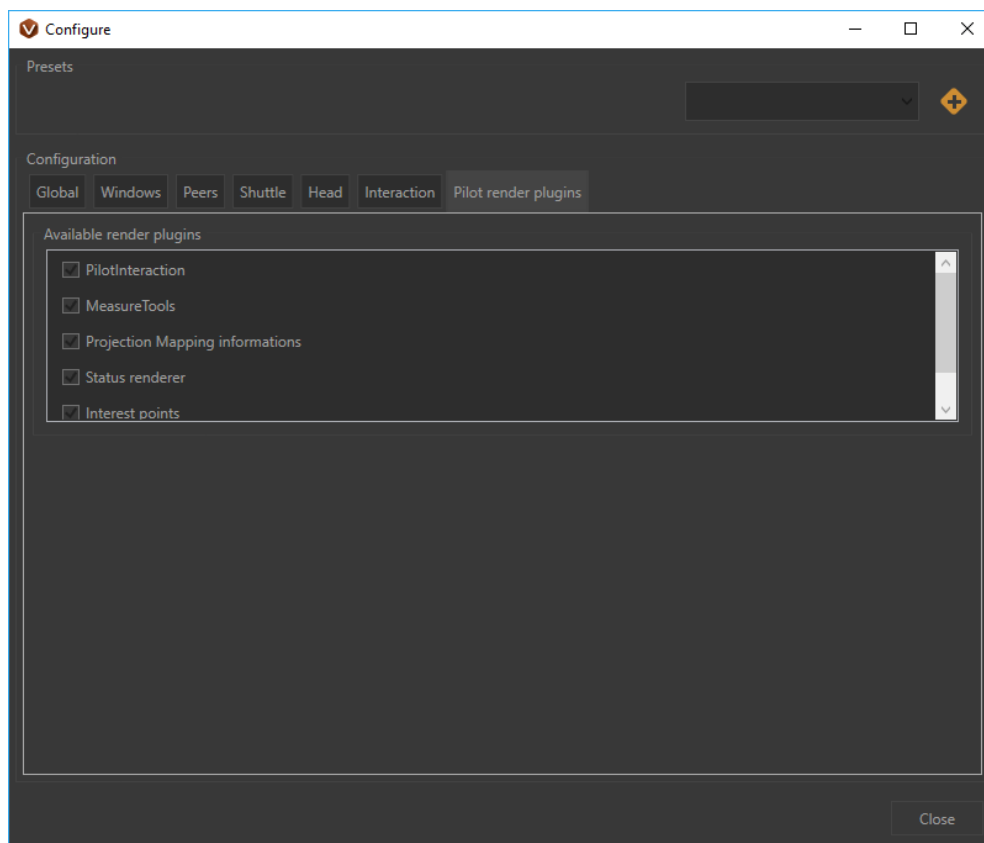 Configure
Presets
Configuration
Global Windows Peers Shuttle Head Interaction Pilot render plugins
Available render plugins
PilotInteraction
MeasureTools
Projection Mapping informations
Status renderer
Interest points
Close